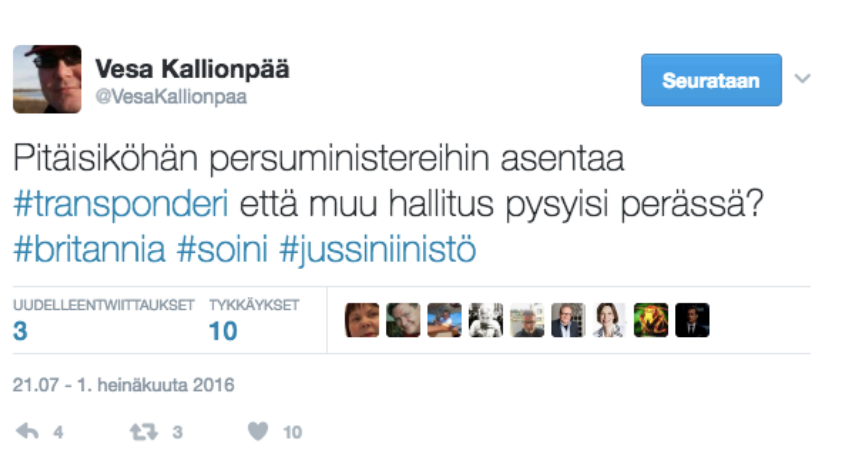 Vesa Kallionpää
@VesaKallionpaa
Seurataan
Pitäisiköhän persuministereihin asentaa
#transponderi että muu hallitus pysyisi perässä?
#britannia #soini #jussiniinistö
UUDELLEENTWIITTAUKSET TYKKÄYKSET
3 10
21.07 - 1. heinäkuuta 2016
4 3 10